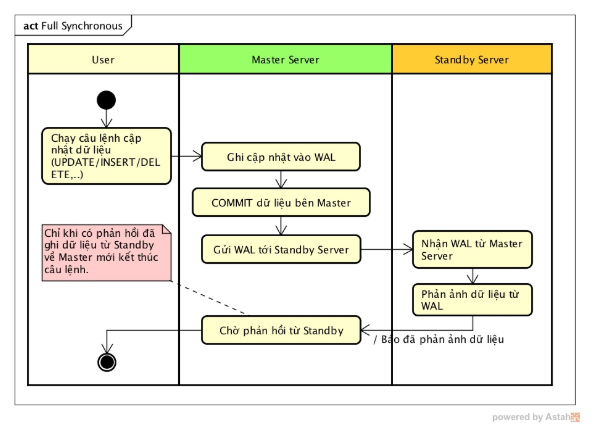 act Full Synchronous
User
Master Server
Standby Server
Chạy câu lệnh cập
nhật dữ liệu
(UPDATE/INSERT/DEL
ETE,..)
Ghi cập nhật vào WAL
COMMIT dữ liệu bên Master
Chỉ khi có phản hồi đã
ghi dữ liệu từ Standby
về Master mới kết thúc
câu lệnh.
Gửi WAL tới Standby Server
Nhận WAL từ Master
Server
Phản ảnh dữ liệu từ
WAL
Chờ phản hồi từ Standby
/ Báo đã phản ảnh dữ liệu
powered by Astah